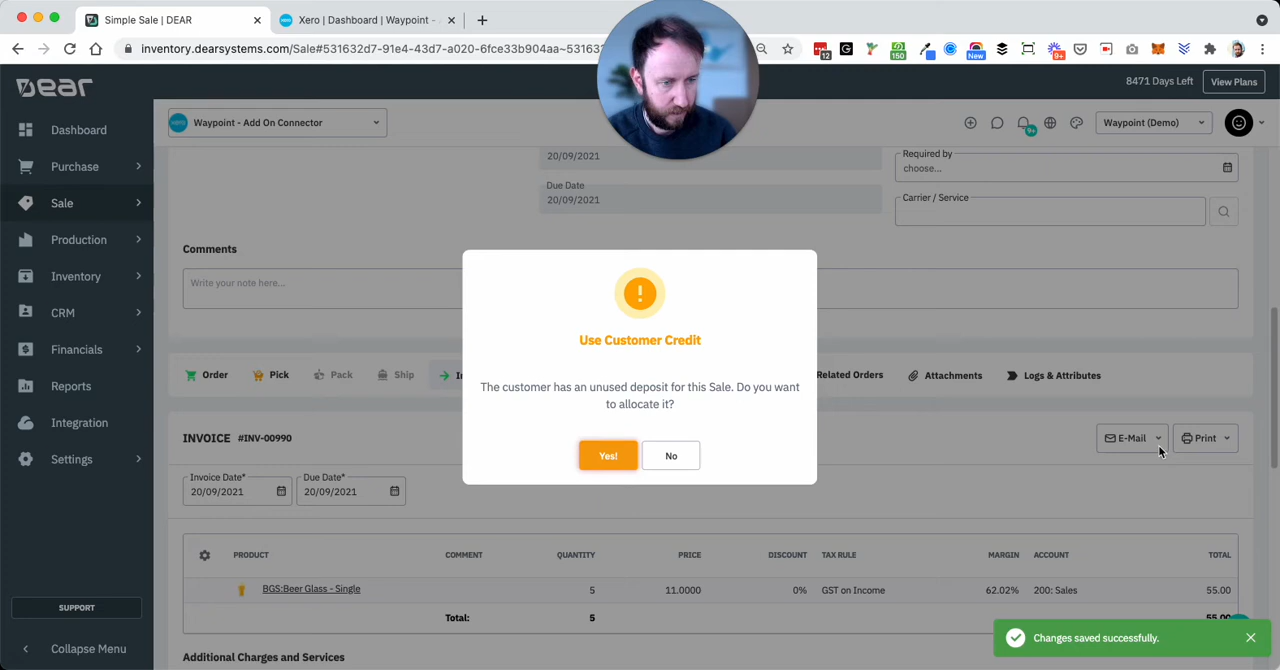 Simple Sale | DEAR
Xero | Dashboard | Waypoint -
inventory.dearsystems.com/Sale#531632d7-91e4-43d7-a020-6fce33b904aa~531632
12
150
New
9+
DEAR
8471 Days Left
View Plans
Waypoint - Add On Connector
9+
Waypoint (Demo)
Dashboard
Purchase
Sale
Production
Inventory
CRM
Financials
Reports
Integration
Settings
SUPPORT
Collapse Menu
20/09/2021
Required by
choose...
Due Date
20/09/2021
Carrier / Service
Comments
Write your note here...
Use Customer Credit
The customer has an unused deposit for this Sale. Do you want
to allocate it?
Yes!
No
Order
Pick
Pack
Ship
Related Orders
Attachments
Logs & Attributes
INVOICE #INV-00990
E-Mail
Print
Invoice Date*
20/09/2021
Due Date*
20/09/2021
PRODUCT COMMENT QUANTITY PRICE DISCOUNT TAX RULE MARGIN ACCOUNT TOTAL
BGS:Beer Glass - Single 5 11.0000 0% GST on Income 62.02% 200: Sales 55.00
Total: 5 55.00
Changes saved successfully.
Additional Charges and Services